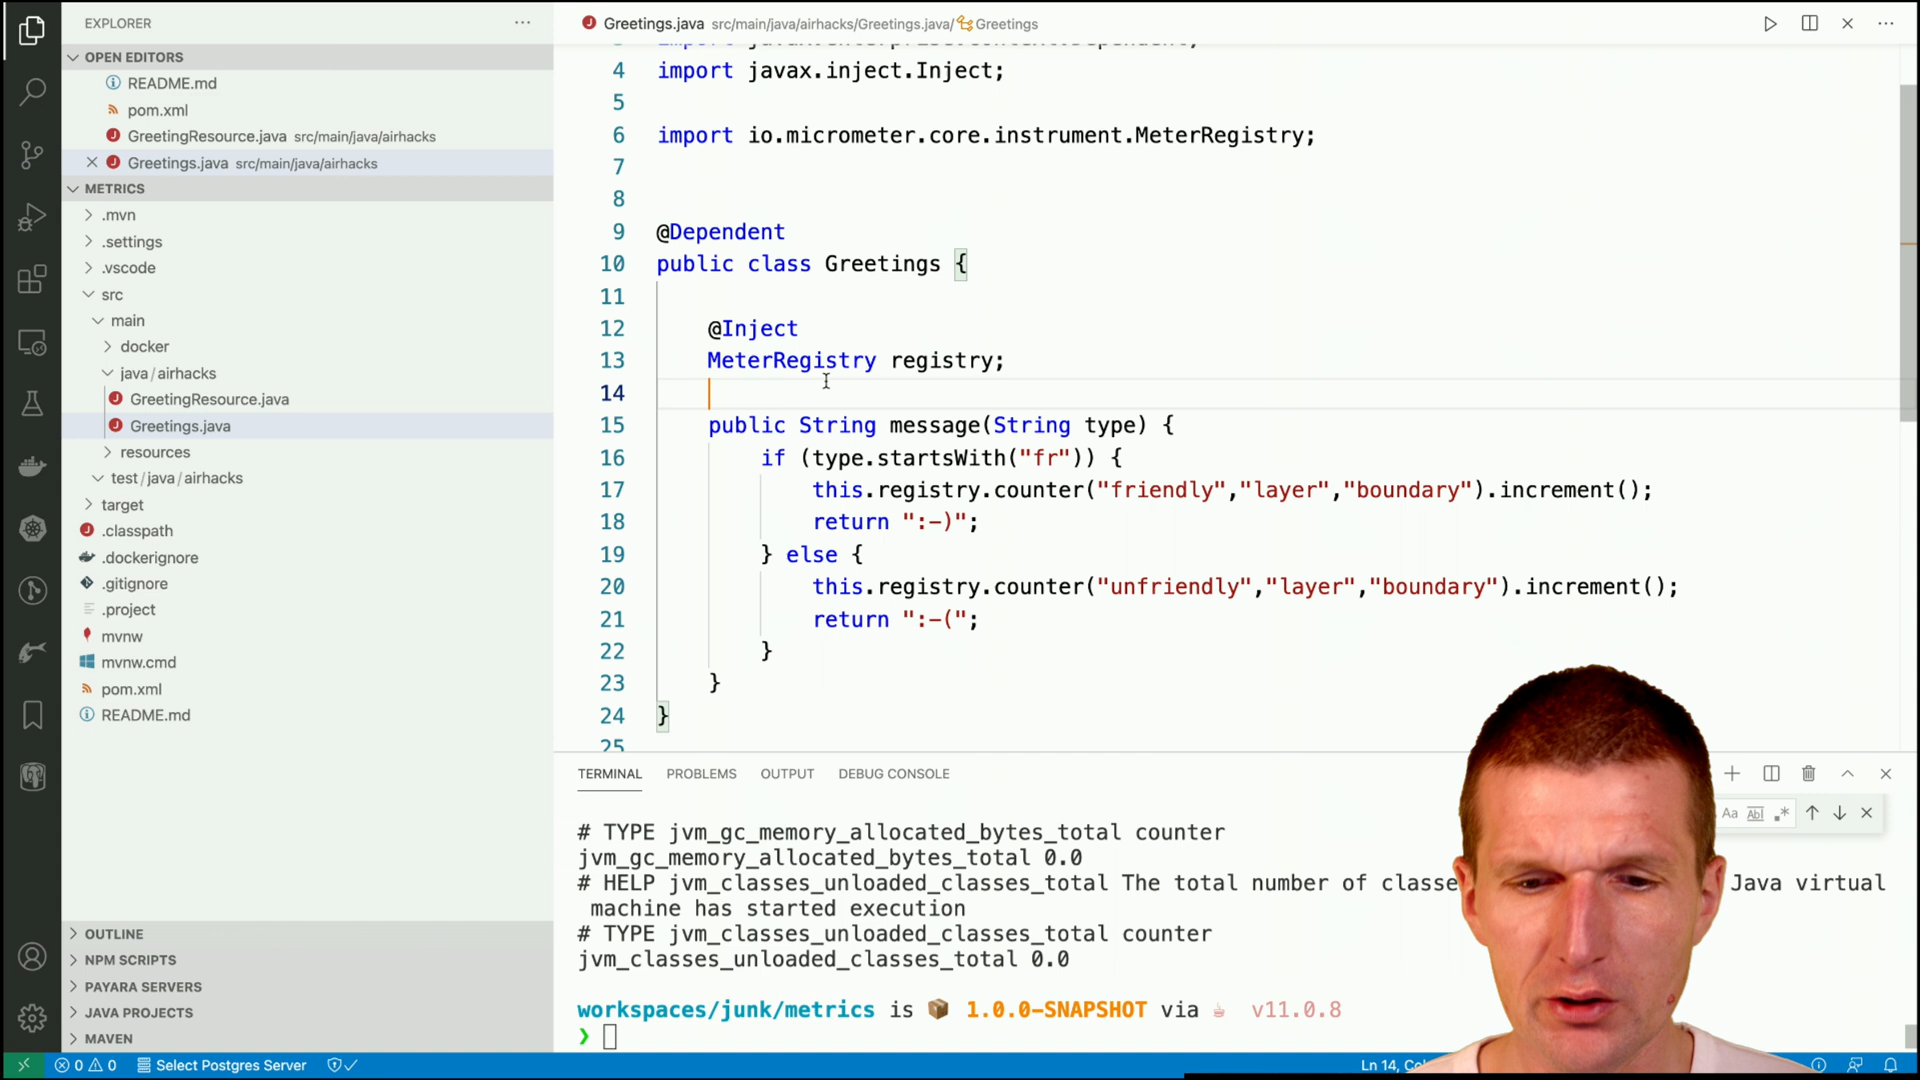 EXPLORER
OPEN EDITORS
README.md
pom.xml
GreetingResource.java src/main/java/airhacks
Greetings.java src/main/java/airhacks
METRICS
.mvn
.settings
.vscode
src
main
docker
java / airhacks
GreetingResource.java
Greetings.java
resources
test / java / airhacks
target
.classpath
.dockerignore
.gitignore
.project
mvnw
mvnw.cmd
pom.xml
README.md
OUTLINE
NPM SCRIPTS
PAYARA SERVERS
JAVA PROJECTS
MAVEN
Greetings.java src/main/java/airhacks/Greetings.java/ Greetings
4 import javax.inject.Inject;
5
6 import io.micrometer.core.instrument.MeterRegistry;
7
8
9 @Dependent
10 public class Greetings {
11
12 @Inject
13 MeterRegistry registry;
14
15 public String message(String type) {
16 if (type.startsWith("fr")) {
17 this.registry.counter("friendly","layer","boundary").increment();
18 return ":-)";
19 } else {
20 this.registry.counter("unfriendly","layer","boundary").increment();
21 return ":-(";
22 }
23 }
24 }
25
TERMINAL PROBLEMS OUTPUT DEBUG CONSOLE
Aa Abl .*
# TYPE jvm_gc_memory_allocated_bytes_total counter
jvm_gc_memory_allocated_bytes_total 0.0
# HELP jvm_classes_unloaded_classes_total The total number of classe Java virtual
machine has started execution
# TYPE jvm_classes_unloaded_classes_total counter
jvm_classes_unloaded_classes_total 0.0
workspaces/junk/metrics is 📦 1.0.0-SNAPSHOT via ☕ v11.0.8
❯
0 0 Select Postgres Server Ln 14,